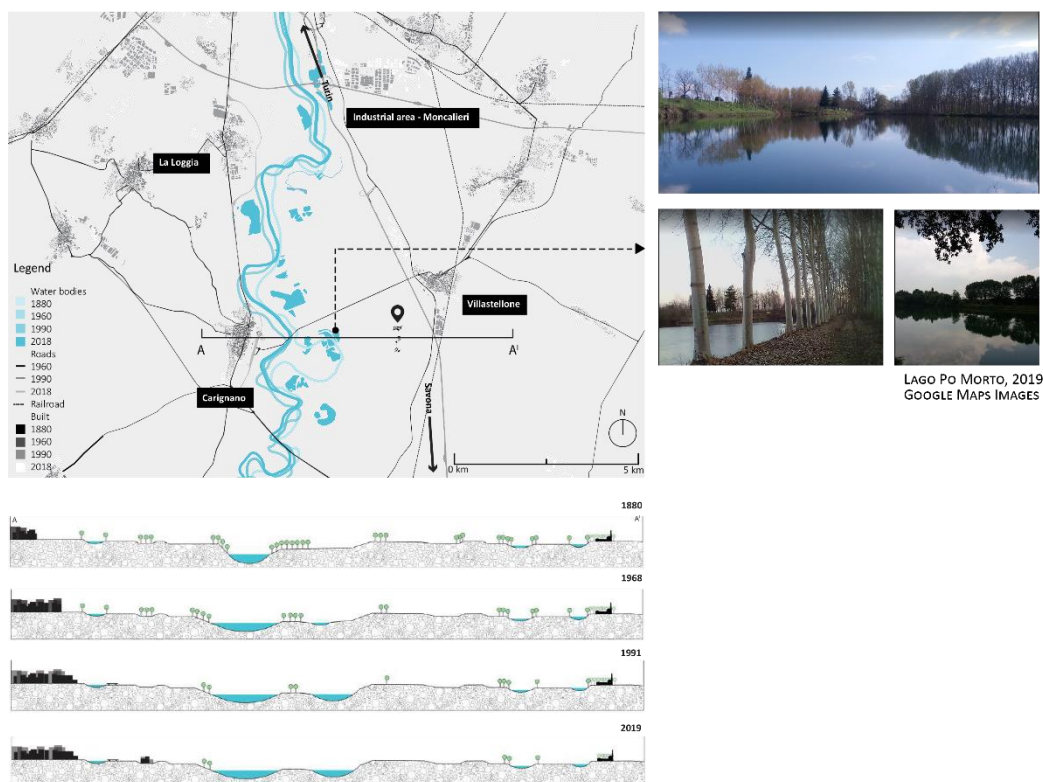 Turin
Industrial area - Moncalieri
La Loggia
Villastellone
A
A'
Carignano
Savona
N
0 km
5 km
Legend
Water bodies
1880
1960
1990
2018
Roads
1960
1990
2018
Railroad
Built
1880
1960
1990
2018
LAGO PO MORTO, 2019
GOOGLE MAPS IMAGES
1880
A
A'
1968
1991
2019